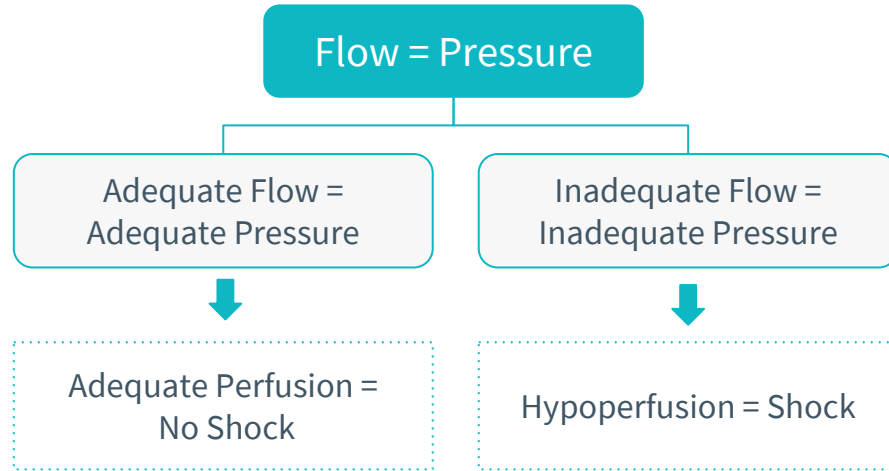 Flow = Pressure
Adequate Flow =
Adequate Pressure
Inadequate Flow =
Inadequate Pressure
Adequate Perfusion =
No Shock
Hypoperfusion = Shock